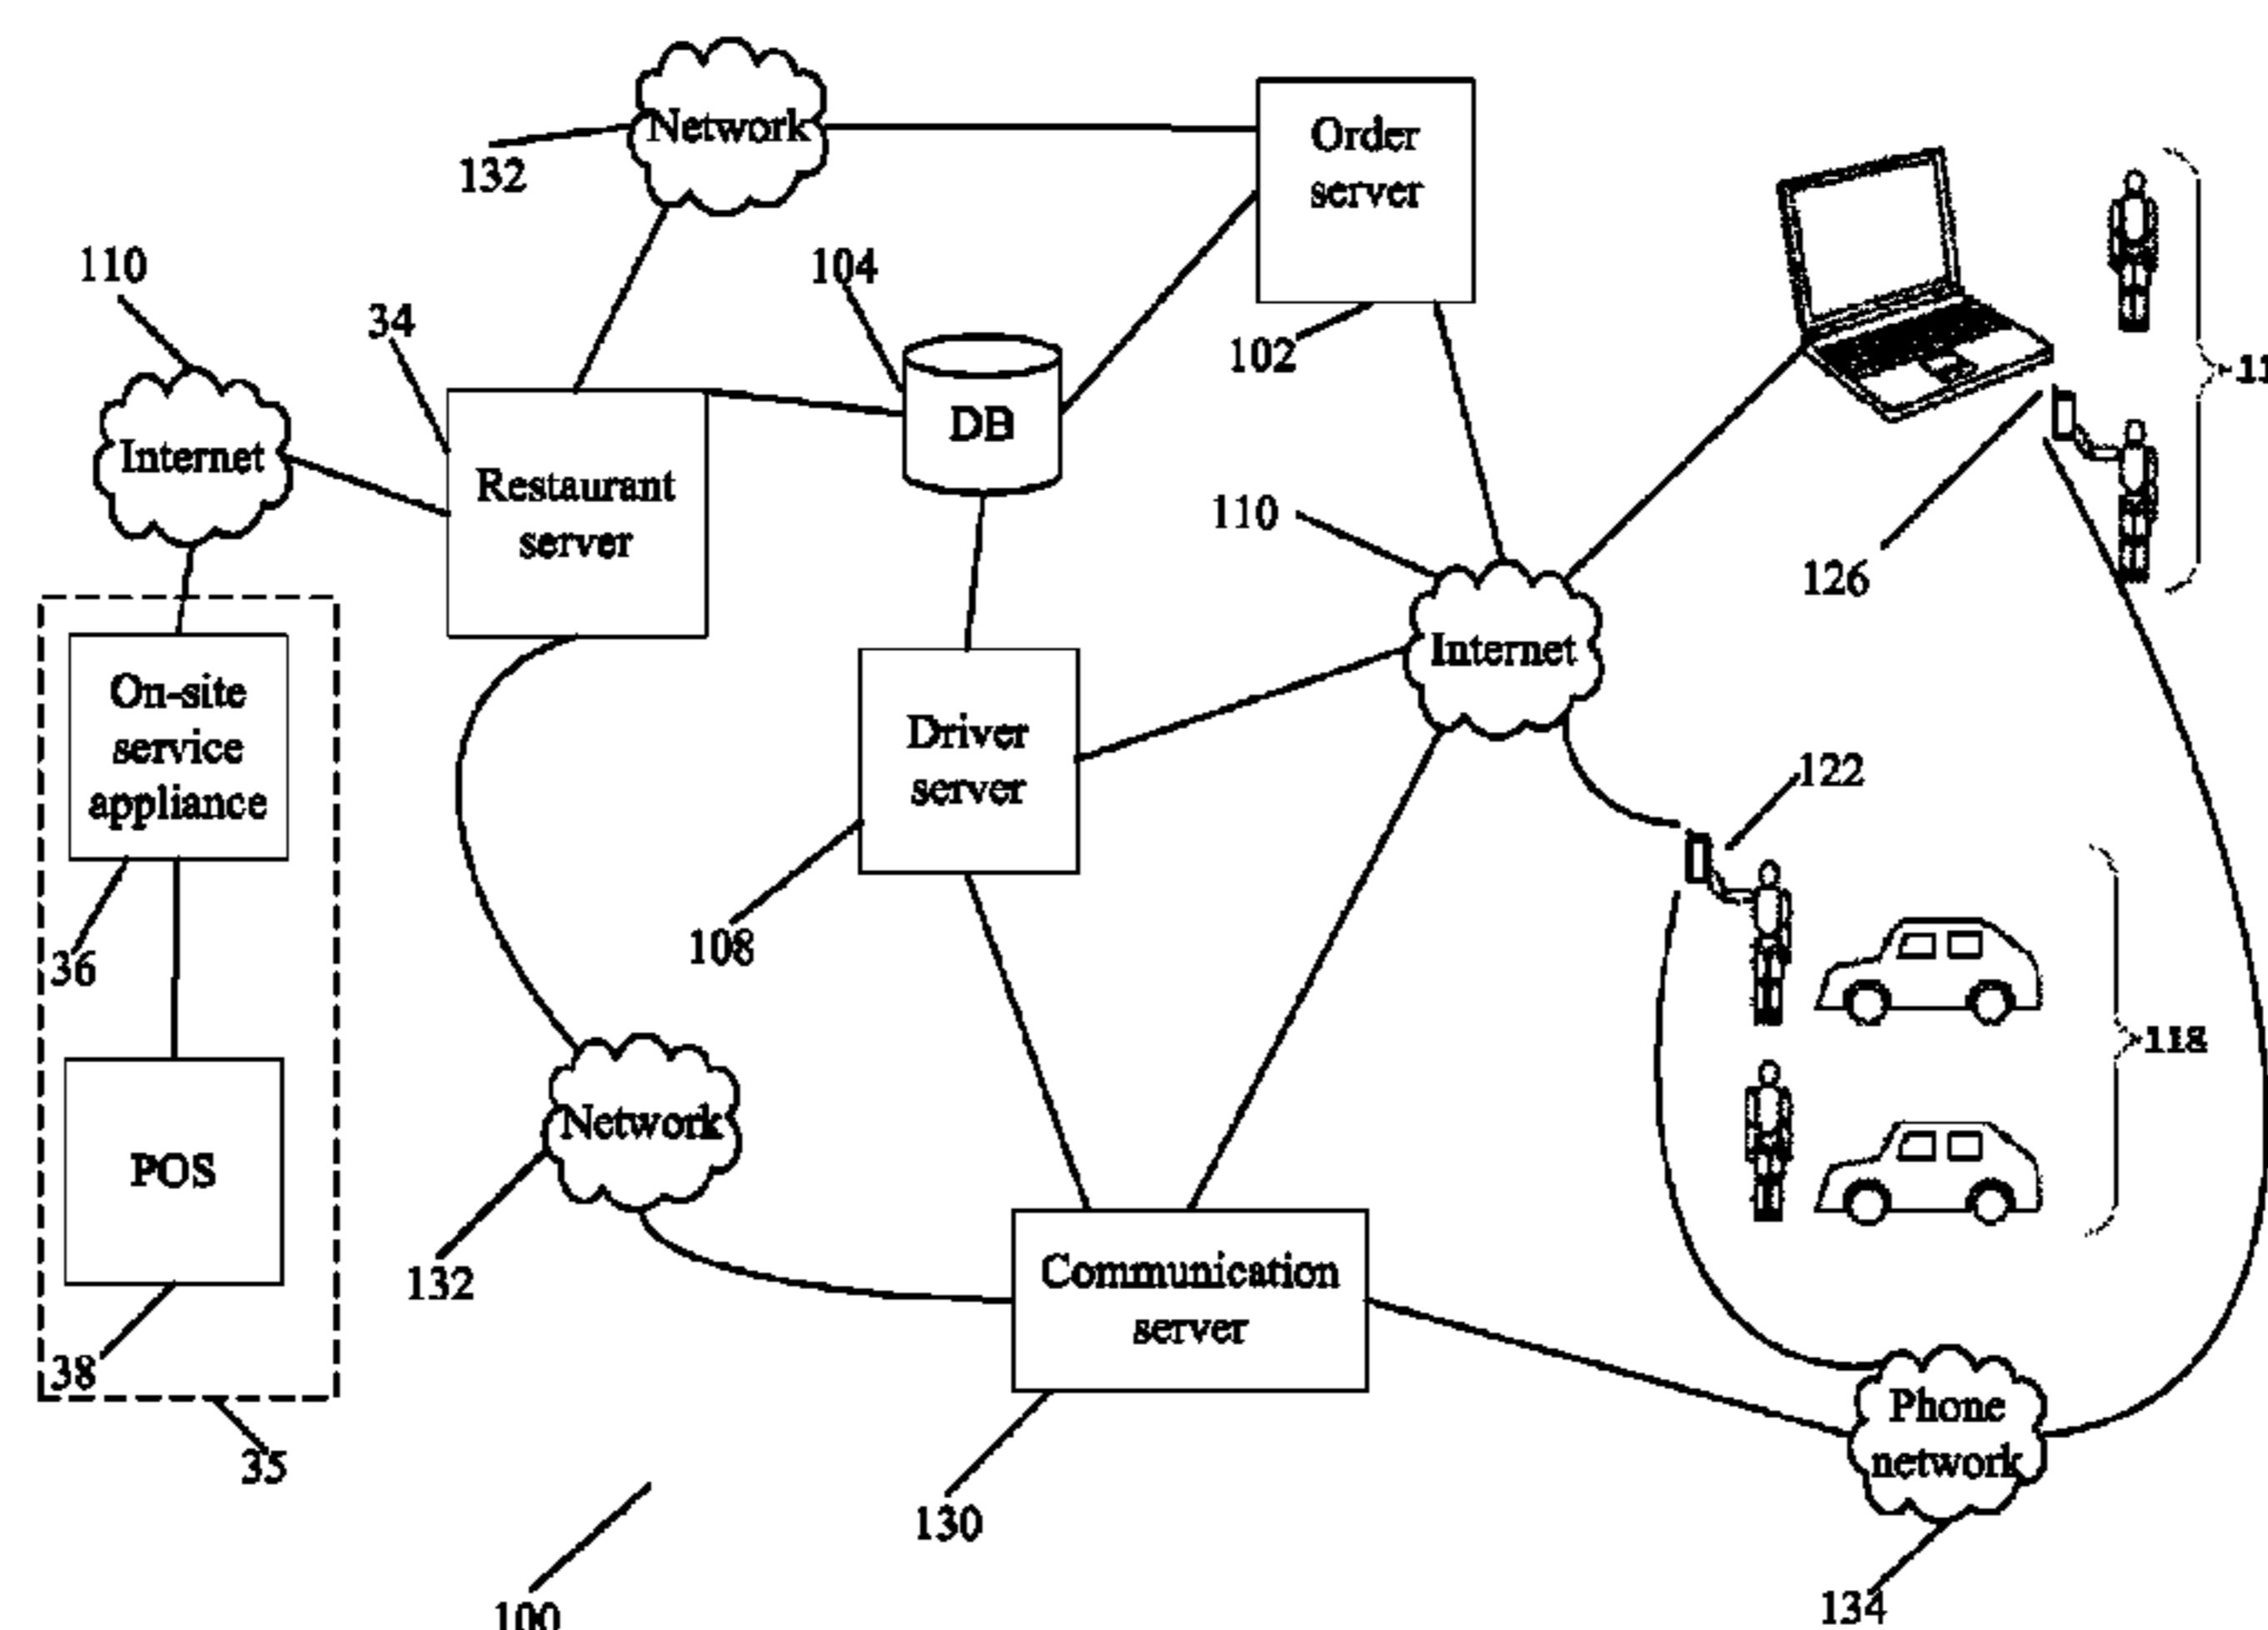 Network
132
Order
server
102
110
Internet
34
Restaurant
server
104
DB
110
Internet
126
On-site
service
appliance
36
POS
38
35
Driver
server
108
122
118
Network
132
Communication
server
130
Phone
network
134
100